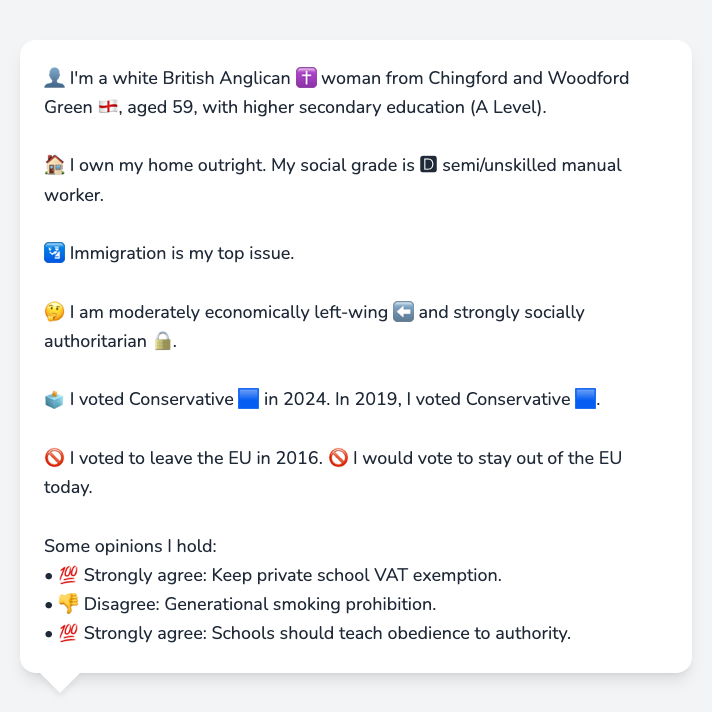 👤 I'm a white British Anglican ✝️ woman from Chingford and Woodford
Green 🏴󠁧󠁢󠁥󠁮󠁧󠁿, aged 59, with higher secondary education (A Level).
🏠 I own my home outright. My social grade is 🅳 semi/unskilled manual
worker.
🛂 Immigration is my top issue.
🤔 I am moderately economically left-wing ⬅️ and strongly socially
authoritarian 🔒.
🗳️ I voted Conservative 🟦 in 2024. In 2019, I voted Conservative 🟦.
🚫 I voted to leave the EU in 2016. 🚫 I would vote to stay out of the EU
today.
Some opinions I hold:
• 💯 Strongly agree: Keep private school VAT exemption.
• 👎 Disagree: Generational smoking prohibition.
• 💯 Strongly agree: Schools should teach obedience to authority.